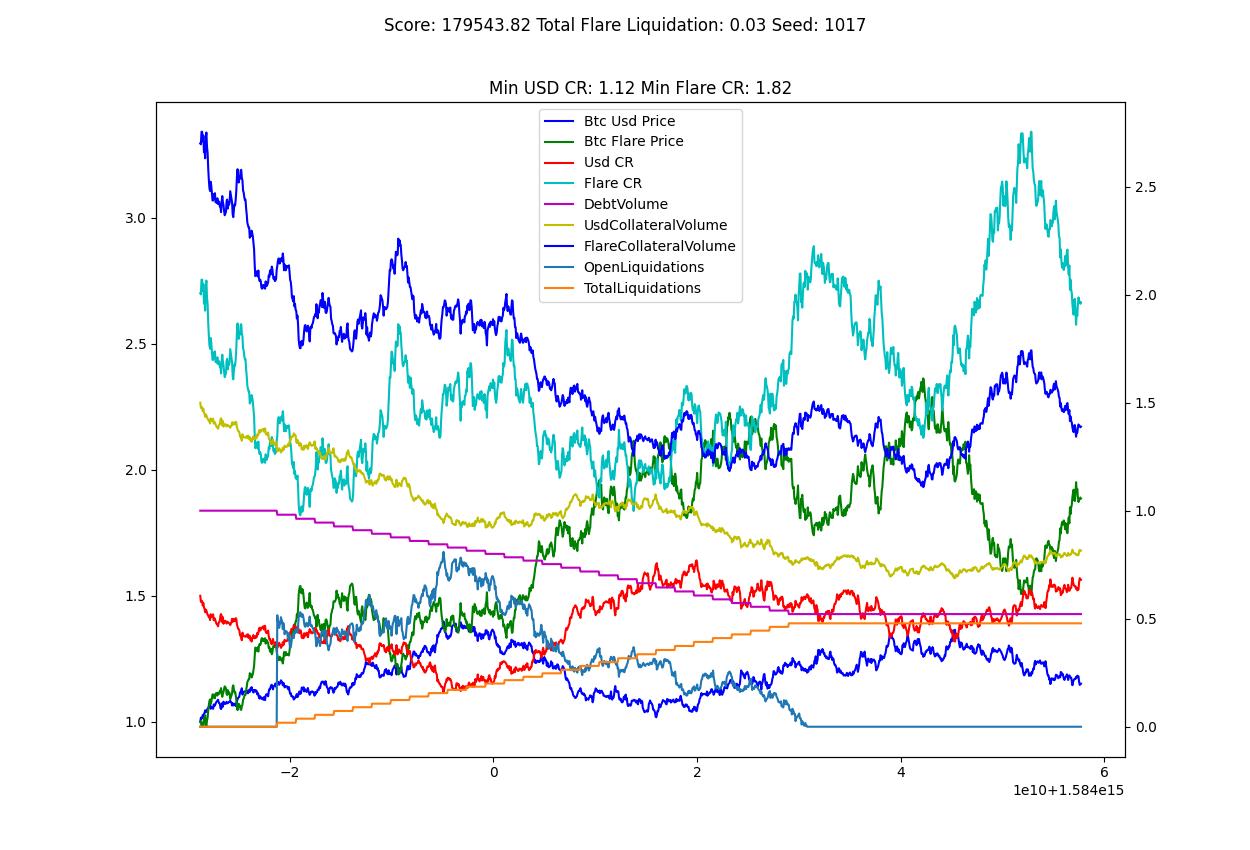 Score: 179543.82 Total Flare Liquidation: 0.03 Seed: 1017
Min USD CR: 1.12 Min Flare CR: 1.82
Btc Usd Price
Btc Flare Price
Usd CR
Flare CR
DebtVolume
UsdCollateralVolume
FlareCollateralVolume
OpenLiquidations
TotalLiquidations
3.0
2.5
2.0
1.5
1.0
2.5
2.0
1.5
1.0
0.5
0.0
−2 0 2 4 6
1e10+1.584e15